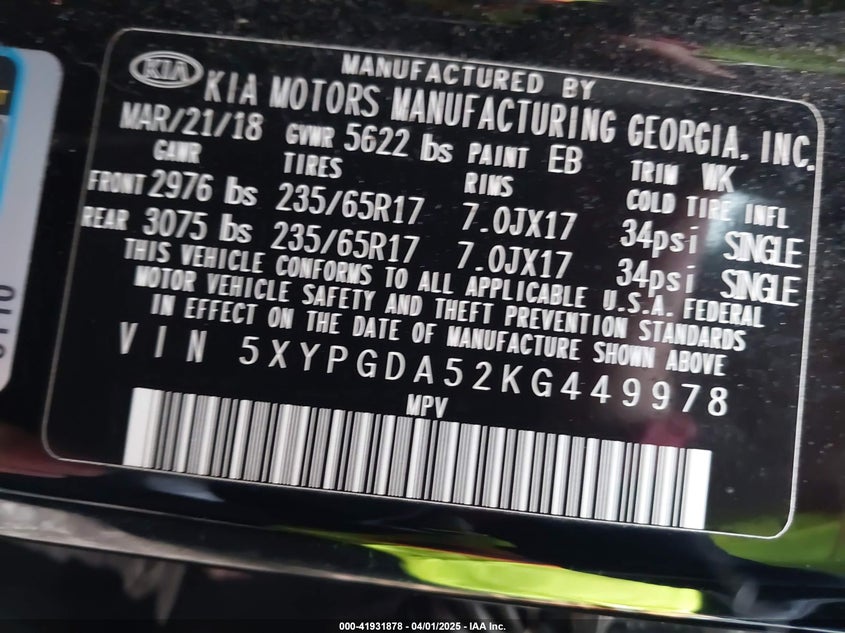 KIA
MANUFACTURED BY
KIA MOTORS MANUFACTURING GEORGIA, INC.
MAR/21/18 GVWR 5622 lbs PAINT EB TRIM WK
GAWR TIRES RIMS COLD TIRE INFL
FRONT 2976 lbs 235/65R17 7.0JX17 34psi SINGLE
REAR 3075 lbs 235/65R17 7.0JX17 34psi SINGLE
THIS VEHICLE CONFORMS TO ALL APPLICABLE U.S.A. FEDERAL
MOTOR VEHICLE SAFETY AND THEFT PREVENTION STANDARDS
IN EFFECT ON THE DATE OF MANUFACTURE SHOWN ABOVE
VIN 5XYPGDA52KG449978
MPV
000-41931878 - 04/01/2025 - IAA Inc.